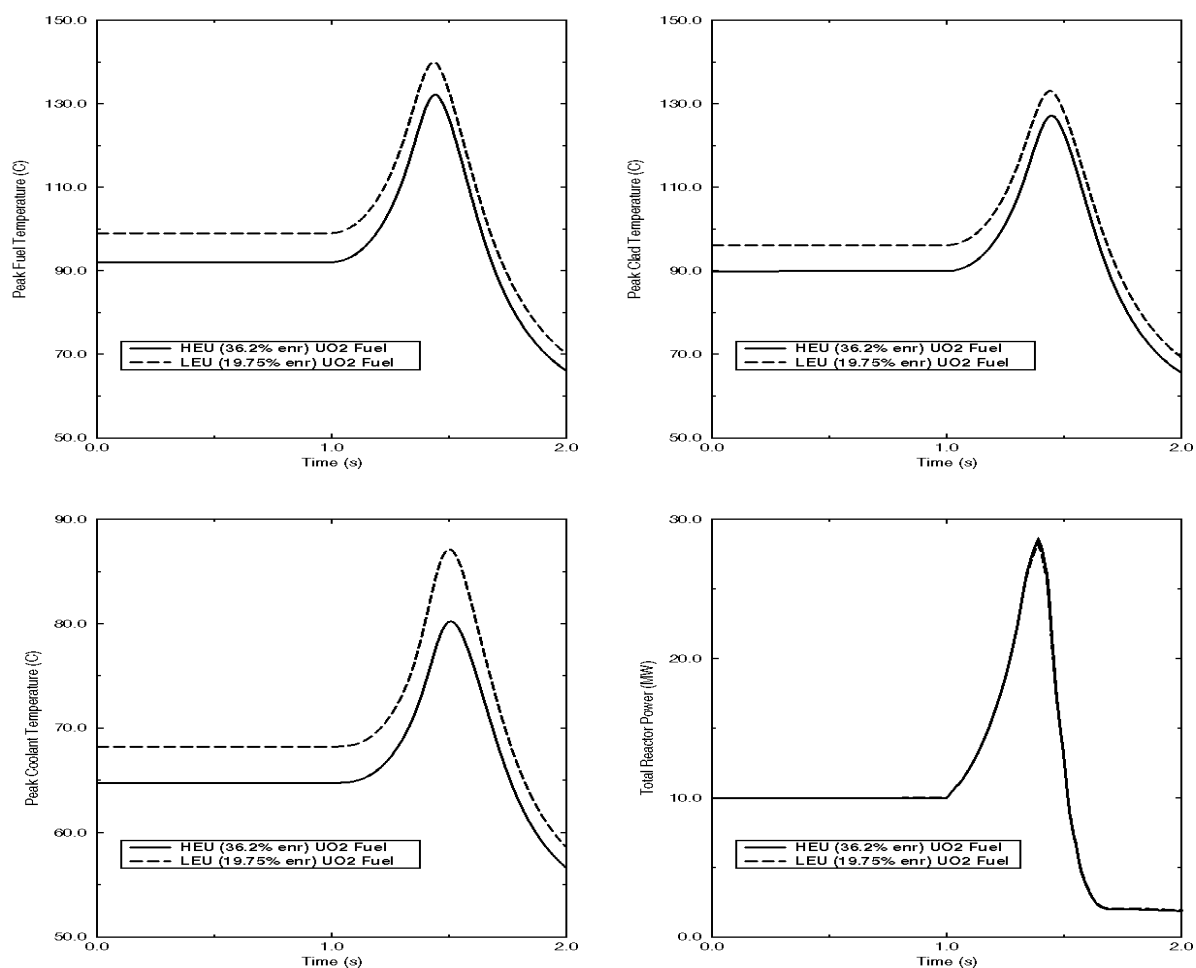 150.0
130.0
110.0
90.0
70.0
50.0
Peak Fuel Temperature (C)
HEU (36.2% enr) UO2 Fuel
LEU (19.75% enr) UO2 Fuel
0.0
1.0
2.0
Time (s)
150.0
130.0
110.0
90.0
70.0
50.0
Peak Clad Temperature (C)
HEU (36.2% enr) UO2 Fuel
LEU (19.75% enr) UO2 Fuel
0.0
1.0
2.0
Time (s)
90.0
80.0
70.0
60.0
50.0
Peak Coolant Temperature (C)
HEU (36.2% enr) UO2 Fuel
LEU (19.75% enr) UO2 Fuel
0.0
1.0
2.0
Time (s)
30.0
20.0
10.0
0.0
Total Reactor Power (MW)
HEU (36.2% enr) UO2 Fuel
LEU (19.75% enr) UO2 Fuel
0.0
1.0
2.0
Time (s)